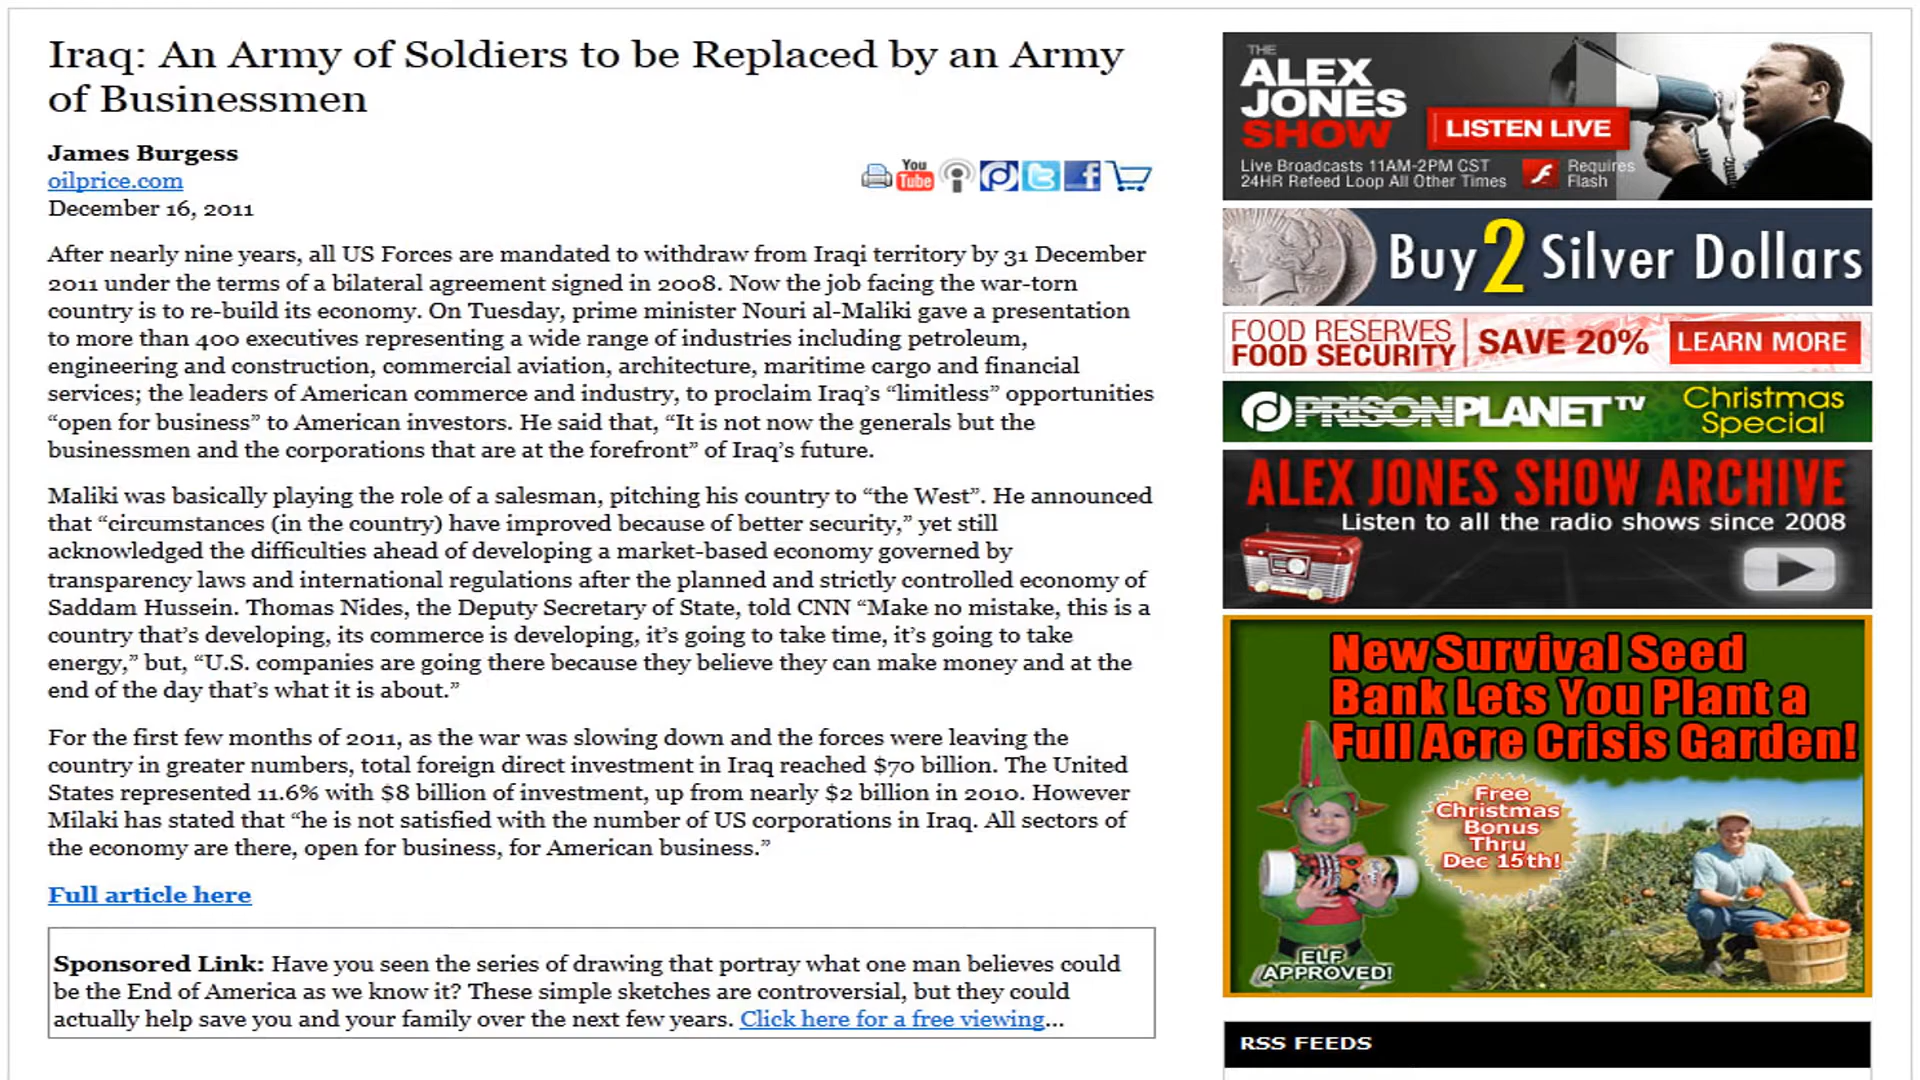 Iraq: An Army of Soldiers to be Replaced by an Army
of Businessmen
James Burgess
oilprice.com
December 16, 2011
You
Tube
After nearly nine years, all US Forces are mandated to withdraw from Iraqi territory by 31 December
2011 under the terms of a bilateral agreement signed in 2008. Now the job facing the war-torn
country is to re-build its economy. On Tuesday, prime minister Nouri al-Maliki gave a presentation
to more than 400 executives representing a wide range of industries including petroleum,
engineering and construction, commercial aviation, architecture, maritime cargo and financial
services; the leaders of American commerce and industry, to proclaim Iraq’s “limitless” opportunities
“open for business” to American investors. He said that, “It is not now the generals but the
businessmen and the corporations that are at the forefront” of Iraq’s future.
Maliki was basically playing the role of a salesman, pitching his country to “the West”. He announced
that “circumstances (in the country) have improved because of better security,” yet still
acknowledged the difficulties ahead of developing a market-based economy governed by
transparency laws and international regulations after the planned and strictly controlled economy of
Saddam Hussein. Thomas Nides, the Deputy Secretary of State, told CNN “Make no mistake, this is a
country that’s developing, its commerce is developing, it’s going to take time, it’s going to take
energy,” but, “U.S. companies are going there because they believe they can make money and at the
end of the day that’s what it is about.”
For the first few months of 2011, as the war was slowing down and the forces were leaving the
country in greater numbers, total foreign direct investment in Iraq reached $70 billion. The United
States represented 11.6% with $8 billion of investment, up from nearly $2 billion in 2010. However
Milaki has stated that “he is not satisfied with the number of US corporations in Iraq. All sectors of
the economy are there, open for business, for American business.”
Full article here
Sponsored Link: Have you seen the series of drawing that portray what one man believes could
be the End of America as we know it? These simple sketches are controversial, but they could
actually help save you and your family over the next few years. Click here for a free viewing...
THE
ALEX
JONES
SHOW
LISTEN LIVE
Live Broadcasts 11AM-2PM CST
24HR Refeed Loop All Other Times
Requires
Flash
Buy 2 Silver Dollars
FOOD RESERVES
FOOD SECURITY
SAVE 20%
LEARN MORE
PRISONPLANET TV
Christmas
Special
ALEX JONES SHOW ARCHIVE
Listen to all the radio shows since 2008
New Survival Seed
Bank Lets You Plant a
Full Acre Crisis Garden!
Free
Christmas
Bonus
Thru
Dec 15th!
ELF
APPROVED!
RSS FEEDS